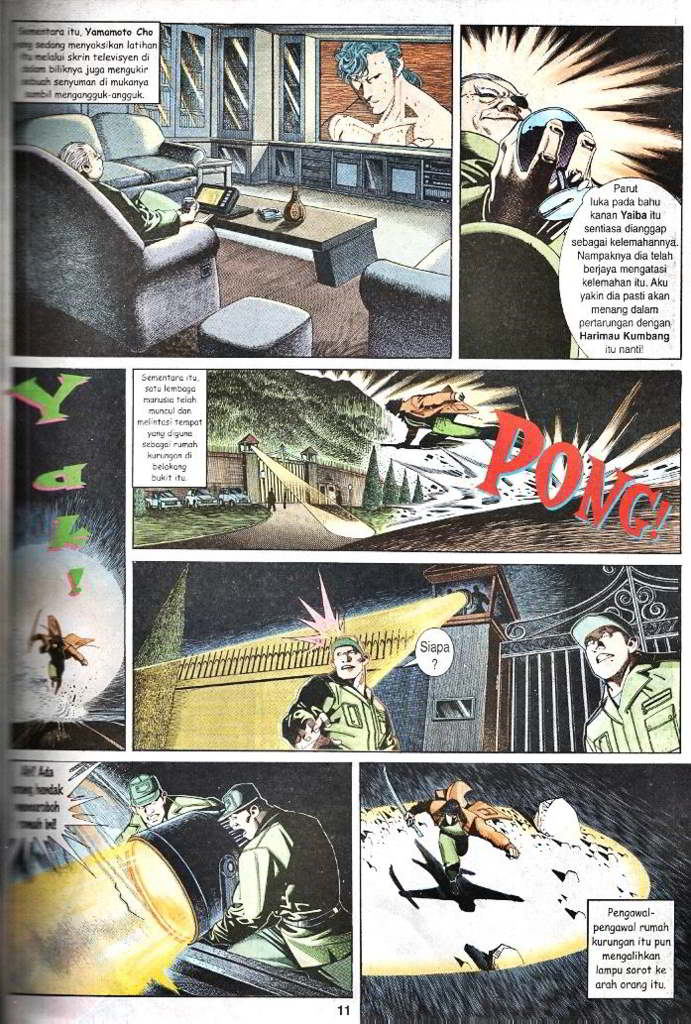 Sementara itu, Yamamoto Cho
yang sedang menyaksikan latihan
itu melalui skrin televisyen di
dalam biliknya juga mengukir
sebuah senyuman di mukanya
sambil mengangguk-angguk.
Parut
luka pada bahu
kanan Yaiba itu
sentiasa dianggap
sebagai kelemahannya.
Nampaknya dia telah
berjaya mengatasi
kelemahan itu. Aku
yakin dia pasti akan
menang dalam
pertarungan dengan
Harimau Kumbang
itu nanti!
Yak!
Sementara itu,
satu lembaga
manusia telah
muncul dan
melintasi tempat
yang diguna
sebagai rumah
kurungan di
belakang
bukit itu.
PONG!
Siapa
?
Ada
orang hendak
menceroboh
rumah ini!
Pengawal-
pengawal rumah
kurungan itu pun
mengalihkan
lampu sorot ke
arah orang itu.
11